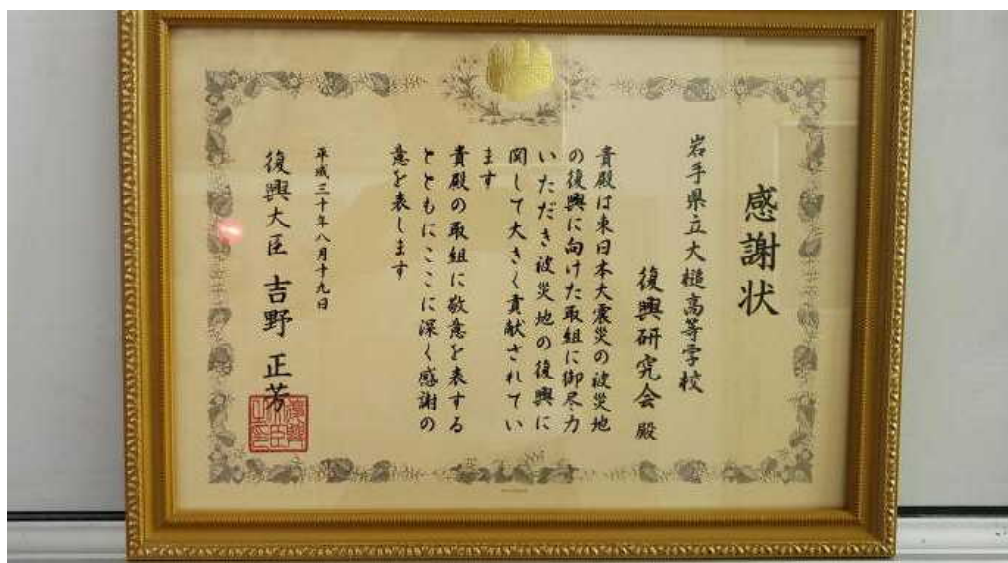 感謝状
岩手県立大槌高等学校
復興研究会 殿
貴殿は東日本大震災の被災地
の復興に向けた取組に御尽力
いただき被災地の復興に
関して大きく貢献されてい
ます
貴殿の取組に敬意を表する
とともにここに深く感謝の
意を表します
平成三十年八月十九日
復興大臣 吉野 正芳